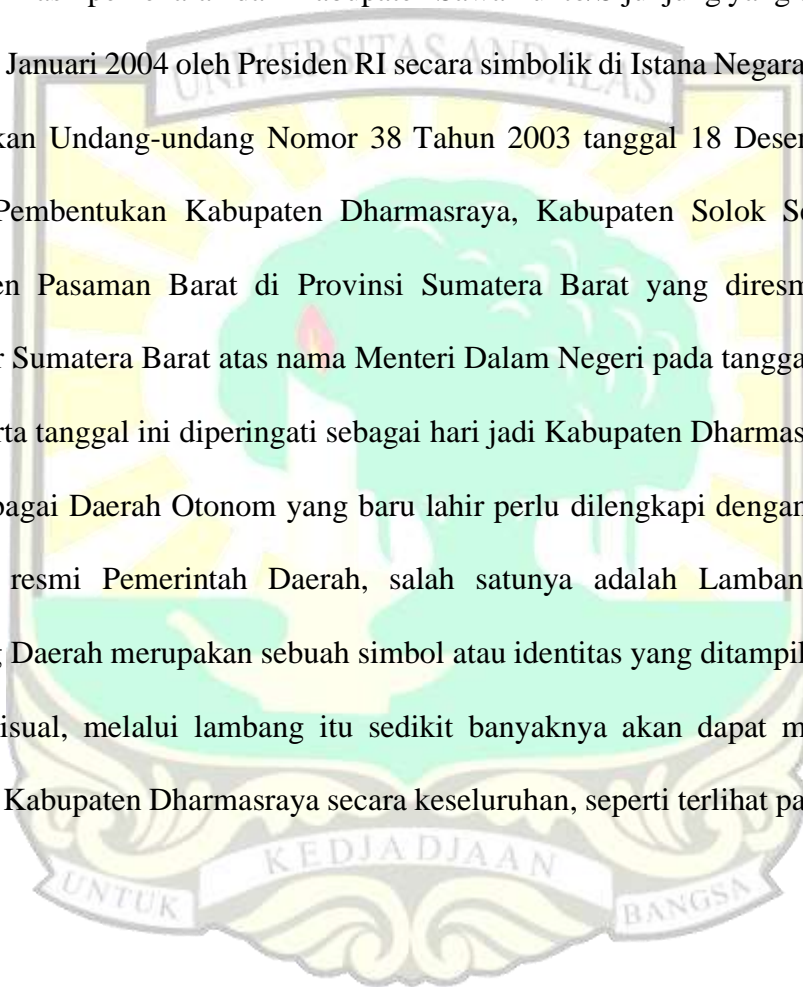 Januari 2004 oleh Presiden RI secara simbolik di Istana Negara
UNIVERSITAS ANDALAS
kan Undang-undang Nomor 38 Tahun 2003 tanggal 18 Desem
Pembentukan Kabupaten Dharmasraya, Kabupaten Solok Se
en Pasaman Barat di Provinsi Sumatera Barat yang diresm
r Sumatera Barat atas nama Menteri Dalam Negeri pada tangga
rta tanggal ini diperingati sebagai hari jadi Kabupaten Dharmas
bagai Daerah Otonom yang baru lahir perlu dilengkapi dengan
resmi Pemerintah Daerah, salah satunya adalah Lamban
g Daerah merupakan sebuah simbol atau identitas yang ditampil
isual, melalui lambang itu sedikit banyaknya akan dapat m
Kabupaten Dharmasraya secara keseluruhan, seperti terlihat pa
UNTUK KEDJADJAAN BANGSA